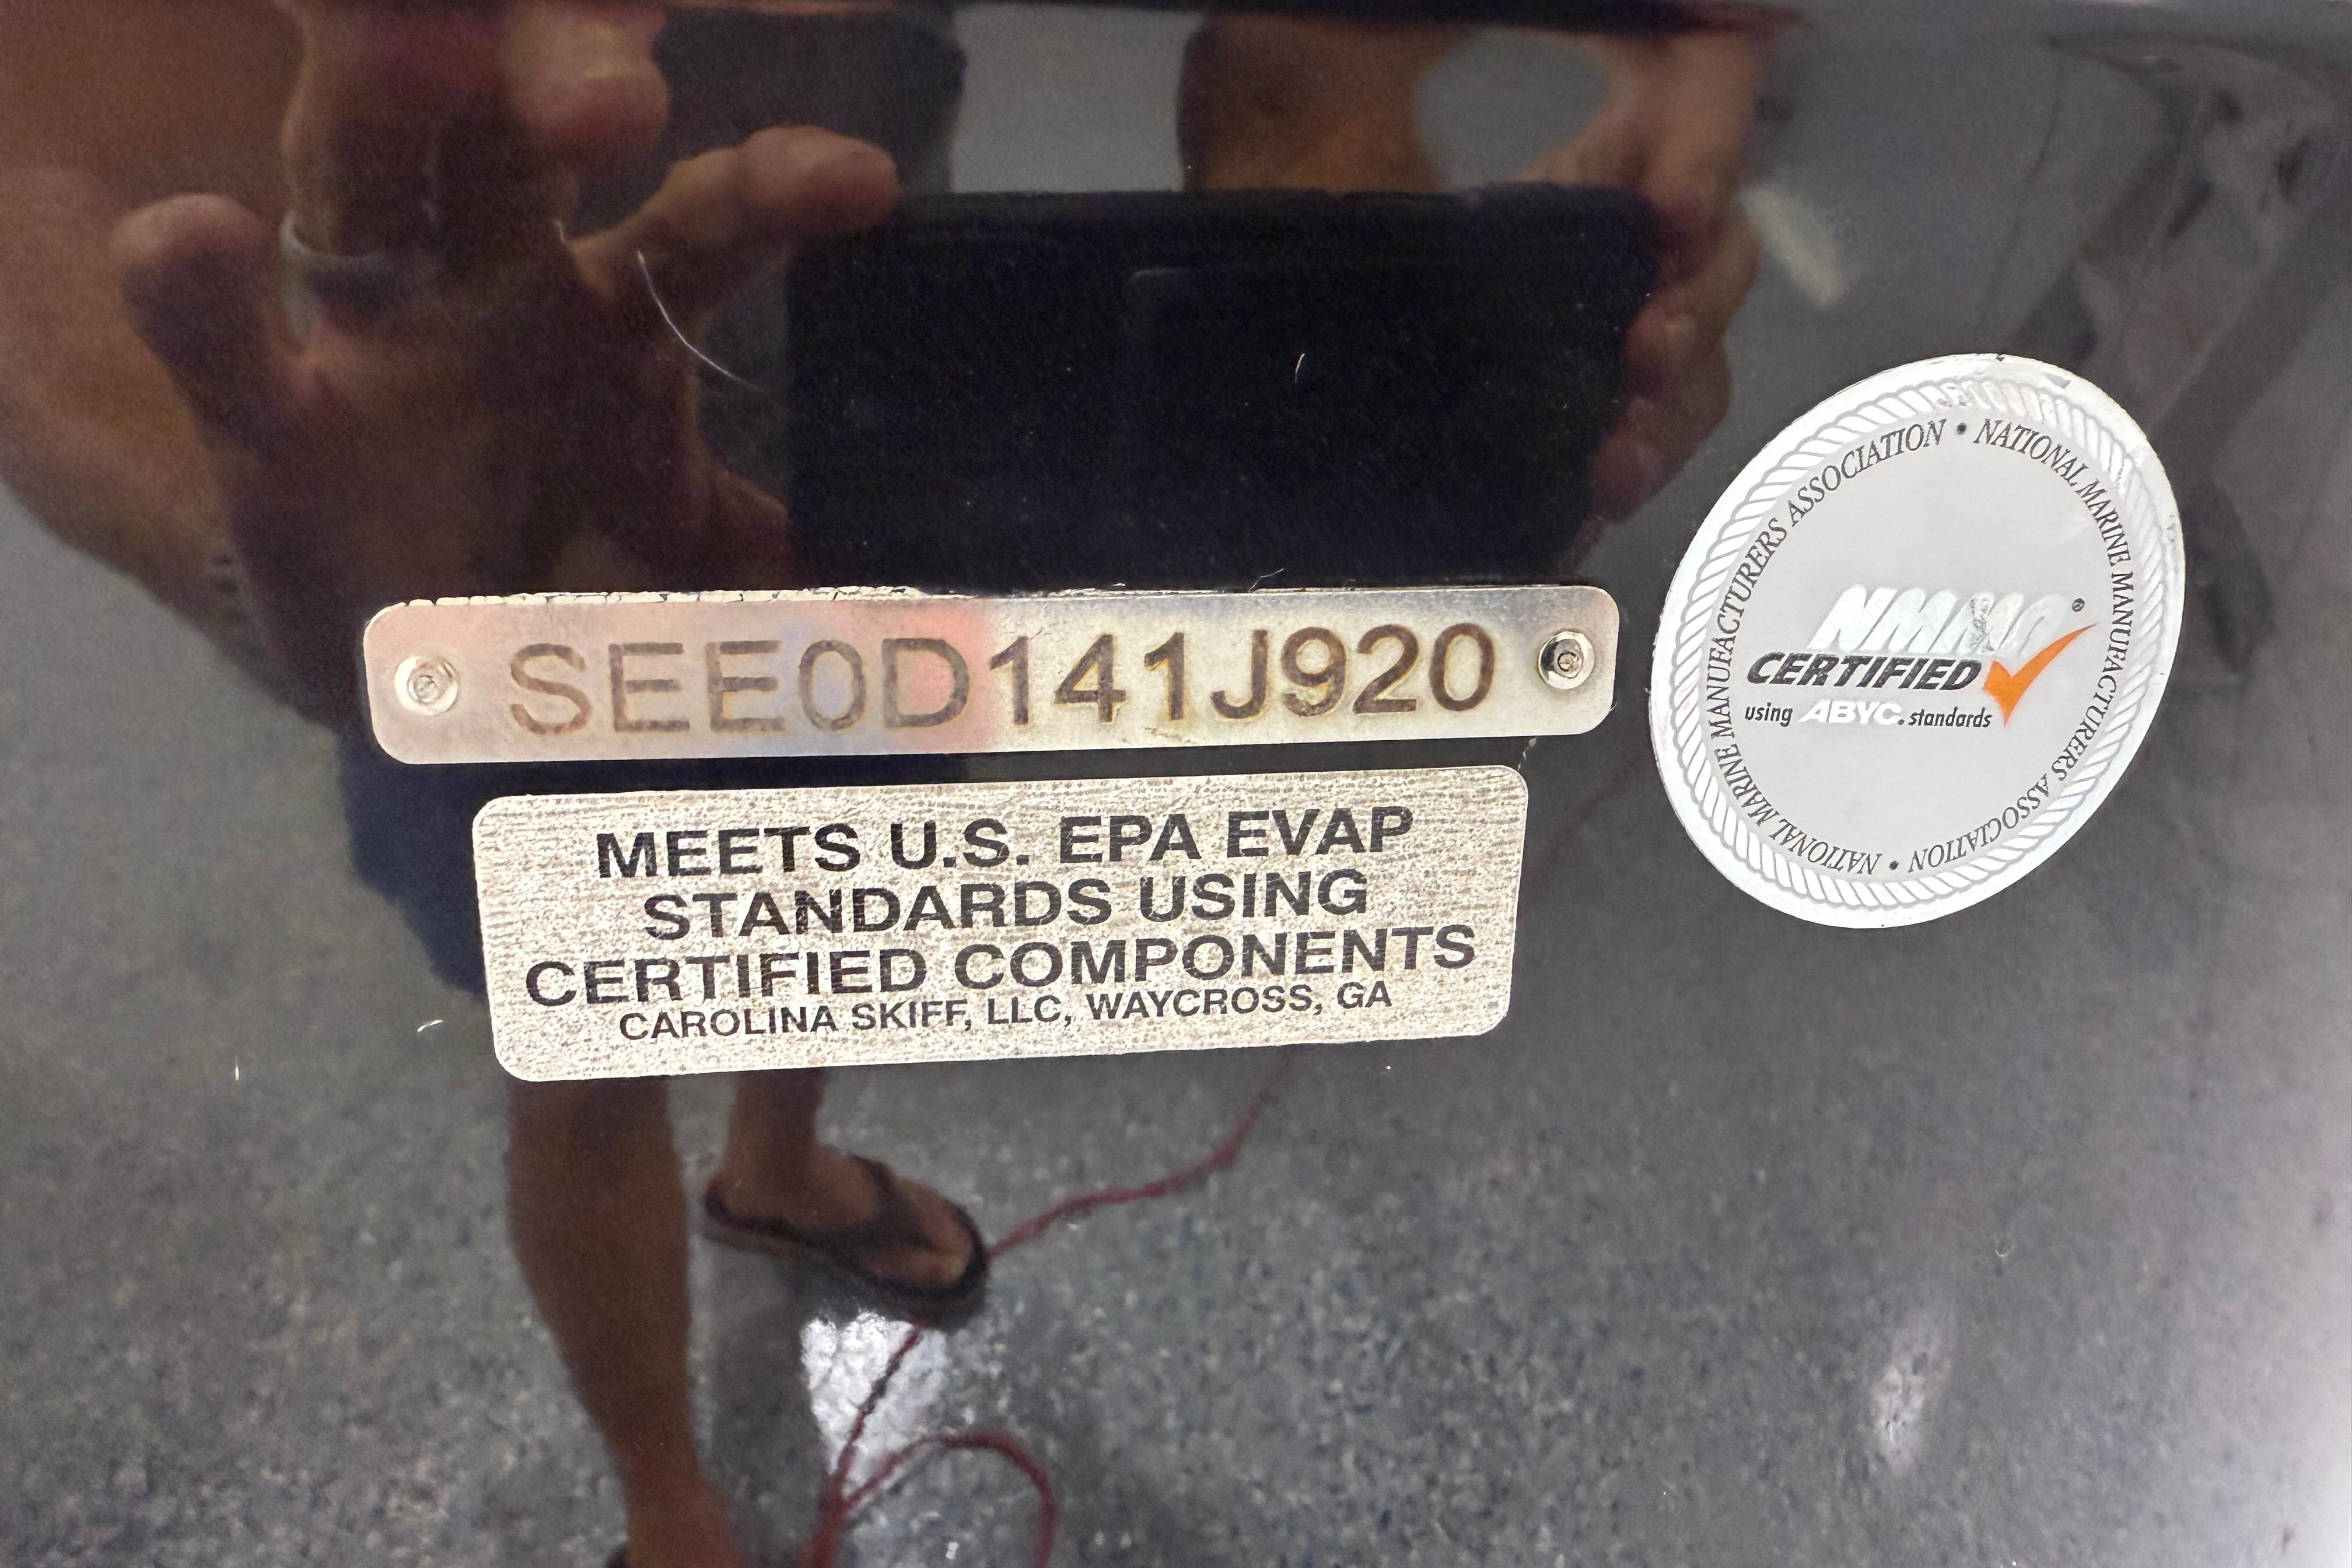 SEE0D141J920
MEETS U.S. EPA EVAP
STANDARDS USING
CERTIFIED COMPONENTS
CAROLINA SKIFF, LLC, WAYCROSS, GA
NATIONAL MARINE MANUFACTURERS ASSOCIATION • NATIONAL MARINE MANUFACTURERS ASSOCIATION •
NMMA®
CERTIFIED
using ABYC. standards